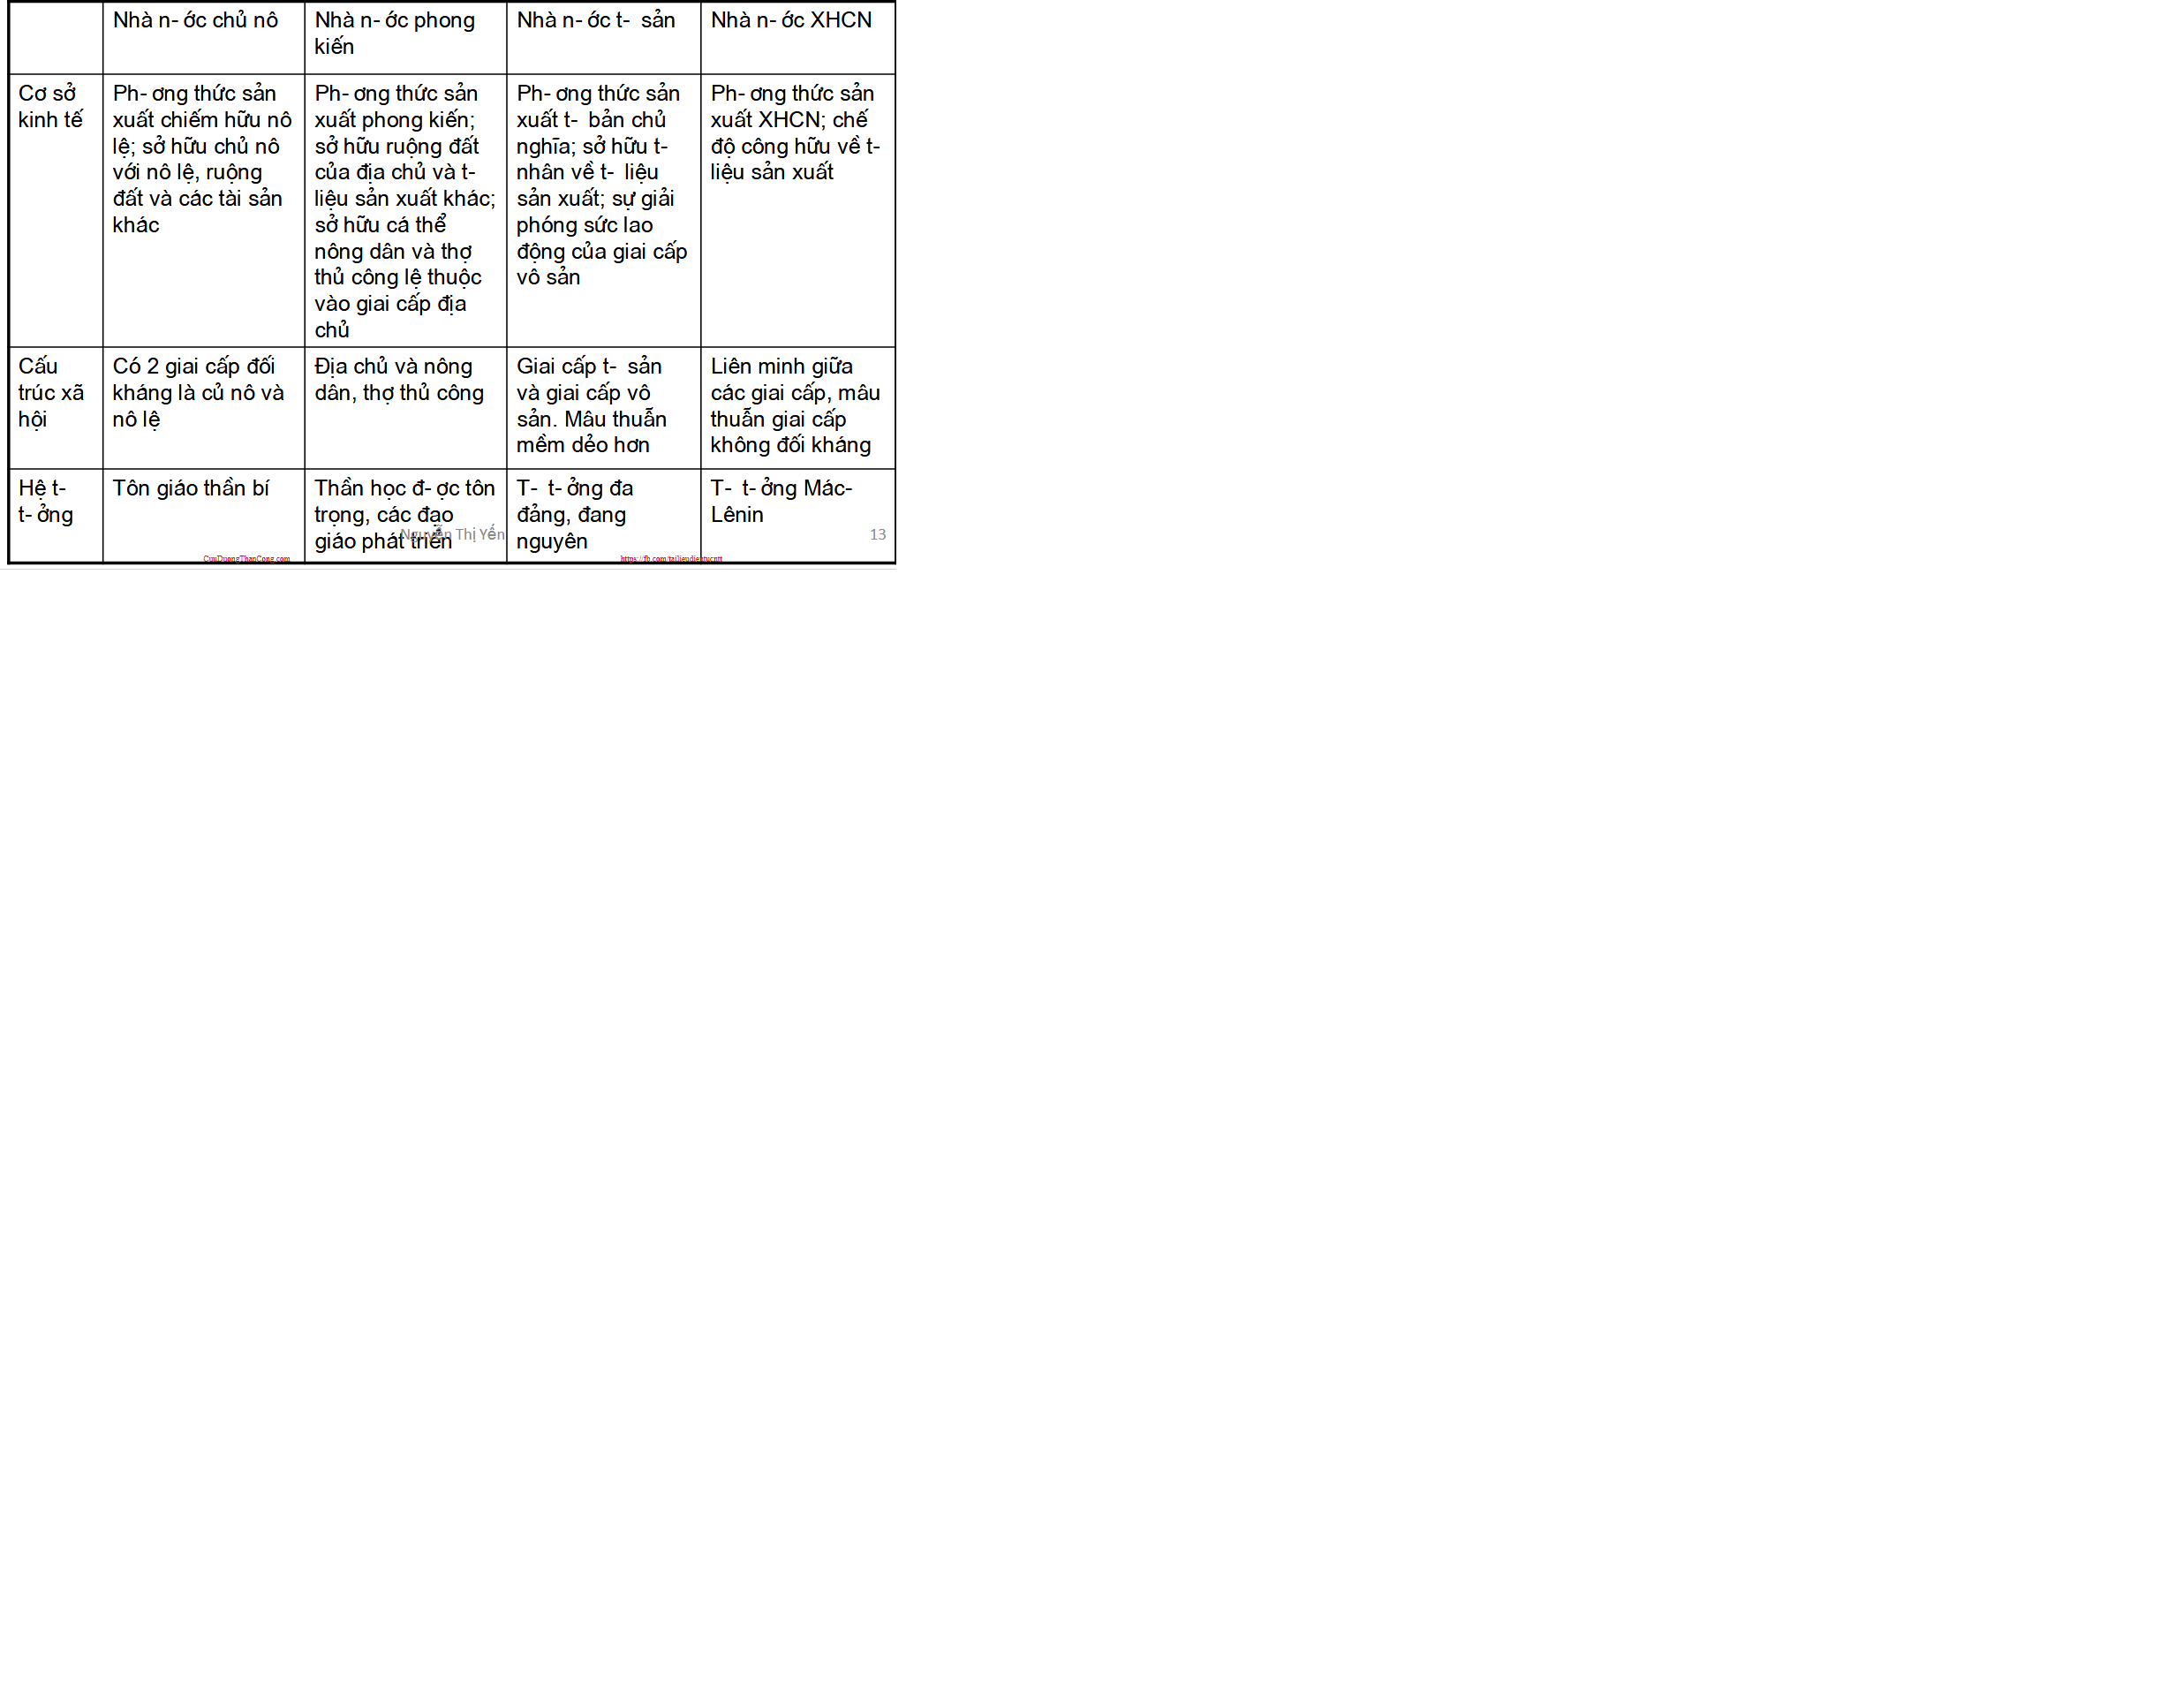 Nhà n- ớc chủ nô
Nhà n- ớc phong
kiến
Nhà n- ớc t- sản
Nhà n- ớc XHCN
Cơ sở
kinh tế
Ph- ơng thức sản
xuất chiếm hữu nô
lệ; sở hữu chủ nô
với nô lệ, ruộng
đất và các tài sản
khác
Ph- ơng thức sản
xuất phong kiến;
sở hữu ruộng đất
của địa chủ và t-
liệu sản xuất khác;
sở hữu cá thể
nông dân và thợ
thủ công lệ thuộc
vào giai cấp địa
chủ
Ph- ơng thức sản
xuất t- bản chủ
nghĩa; sở hữu t-
nhân về t- liệu
sản xuất; sự giải
phóng sức lao
động của giai cấp
vô sản
Ph- ơng thức sản
xuất XHCN; chế
độ công hữu về t-
liệu sản xuất
Cấu
trúc xã
hội
Có 2 giai cấp đối
kháng là củ nô và
nô lệ
Địa chủ và nông
dân, thợ thủ công
Giai cấp t- sản
và giai cấp vô
sản. Mâu thuẫn
mềm dẻo hơn
Liên minh giữa
các giai cấp, mâu
thuẫn giai cấp
không đối kháng
Hệ t-
t- ởng
Tôn giáo thần bí
Thần học đ- ợc tôn
trọng, các đạo
giáo phát triển
T- t- ởng đa
đảng, đang
nguyên
T- t- ởng Mác-
Lênin
Nguyễn Thị Yến
13
CuuDuongThanCong.com
https://fb.com/tailieudientucntt